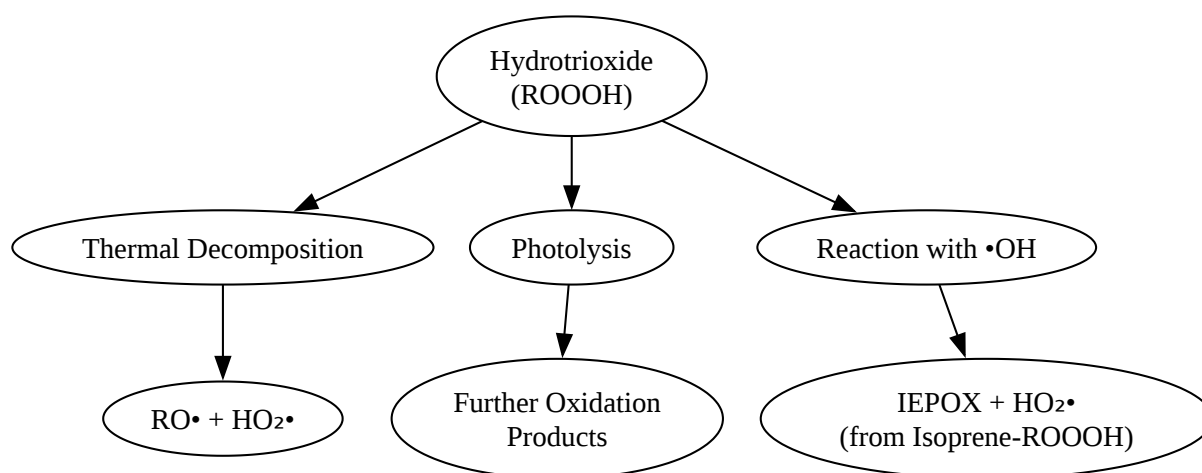 Hydrotrioxide
(ROOOH)
Thermal Decomposition
Photolysis
Reaction with •OH
RO• + HO₂•
Further Oxidation
Products
IEPOX + HO₂•
(from Isoprene-ROOOH)